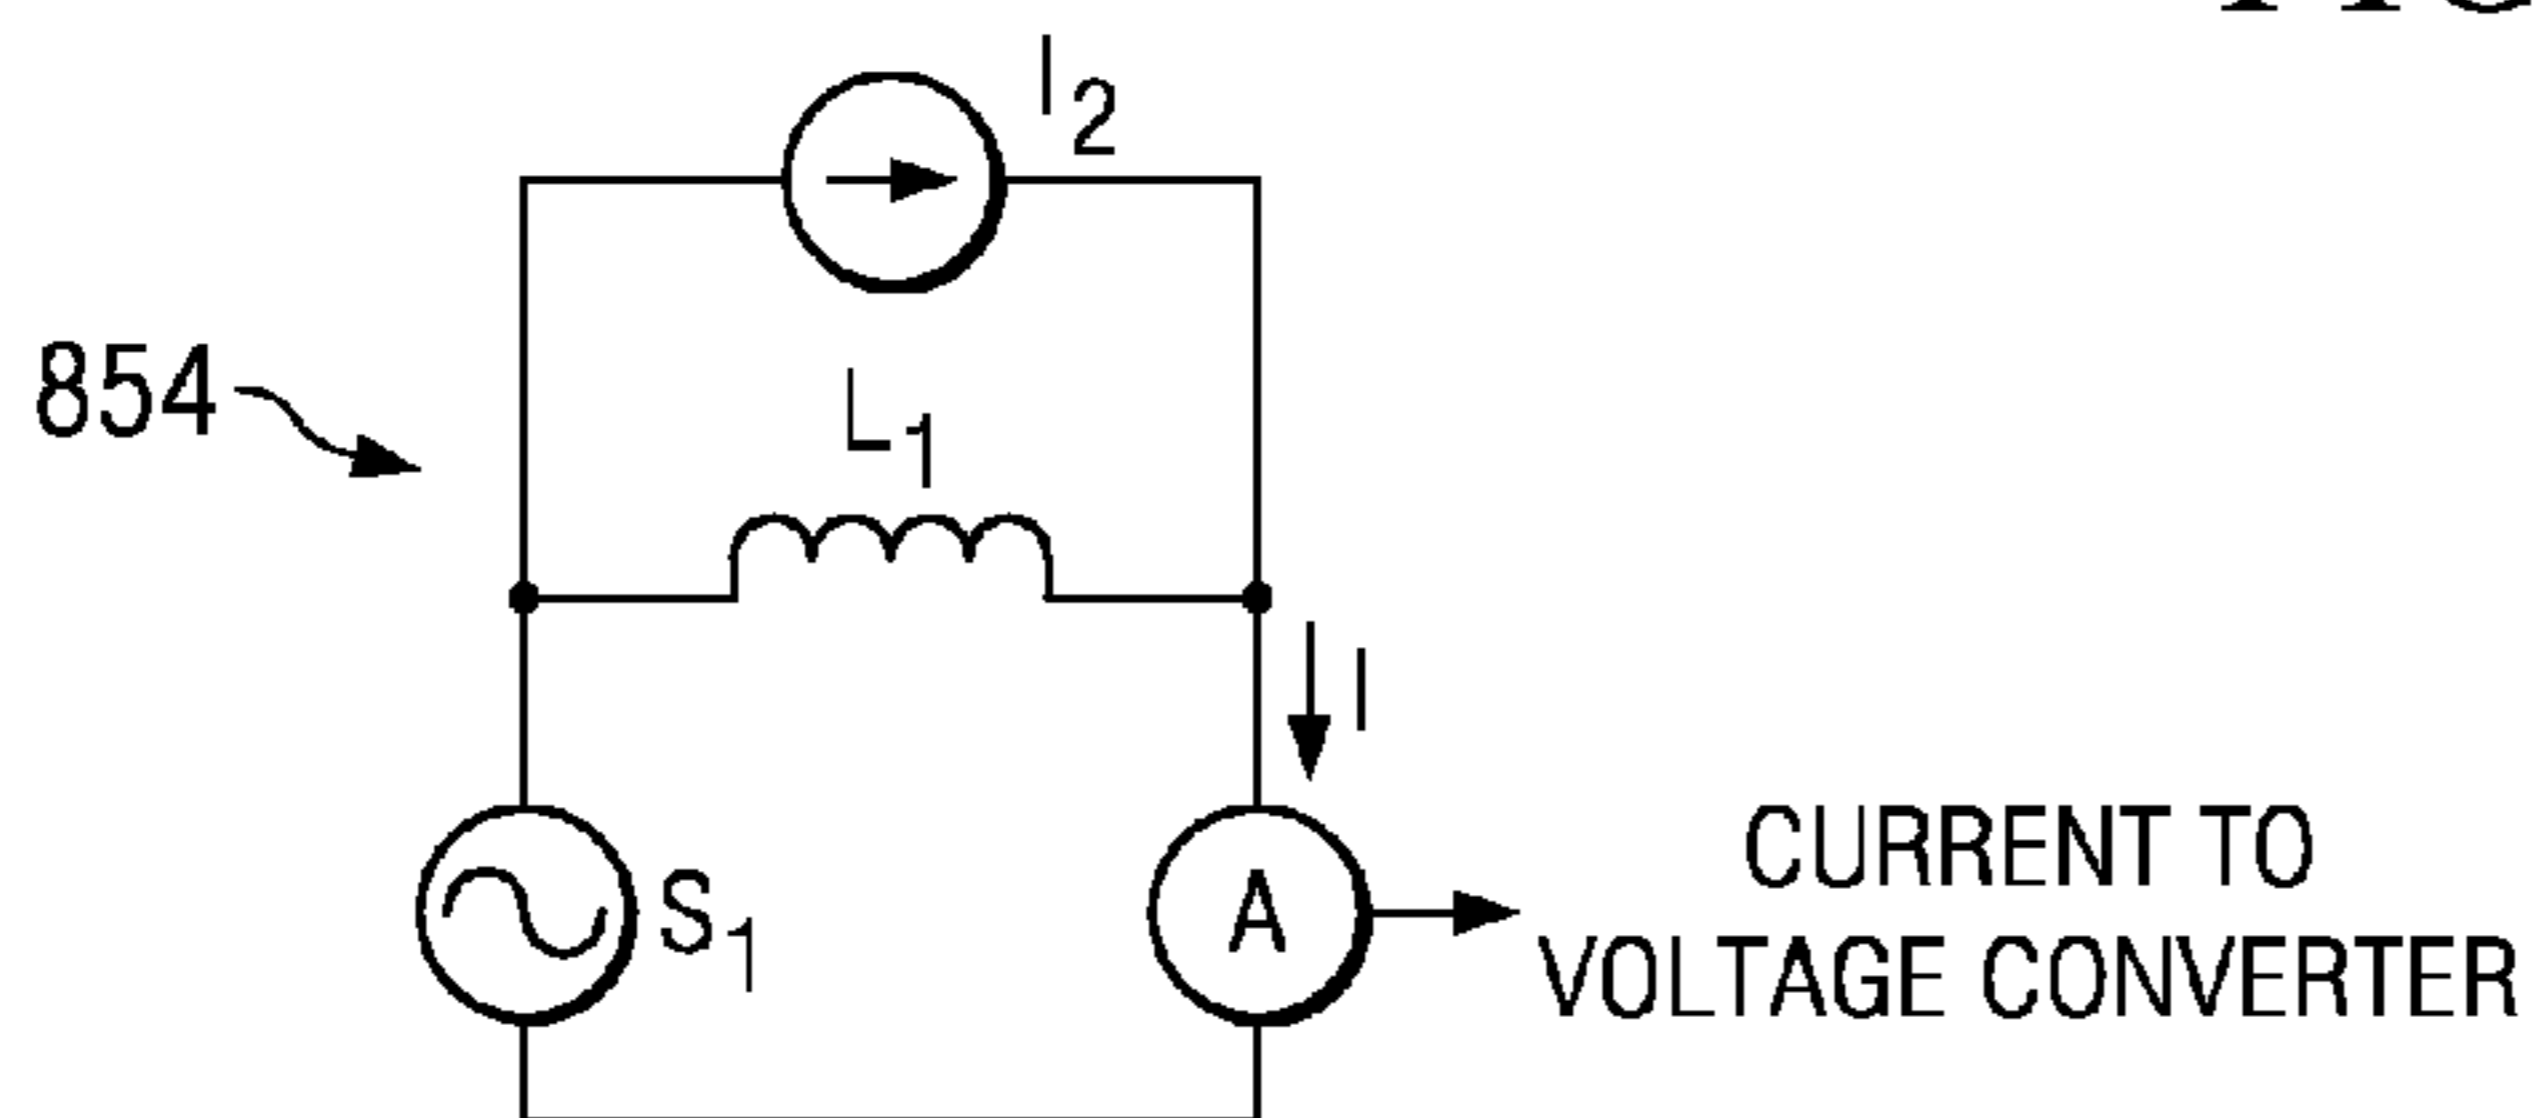 I2
854
L1
I
S1
A
CURRENT TO
VOLTAGE CONVERTER